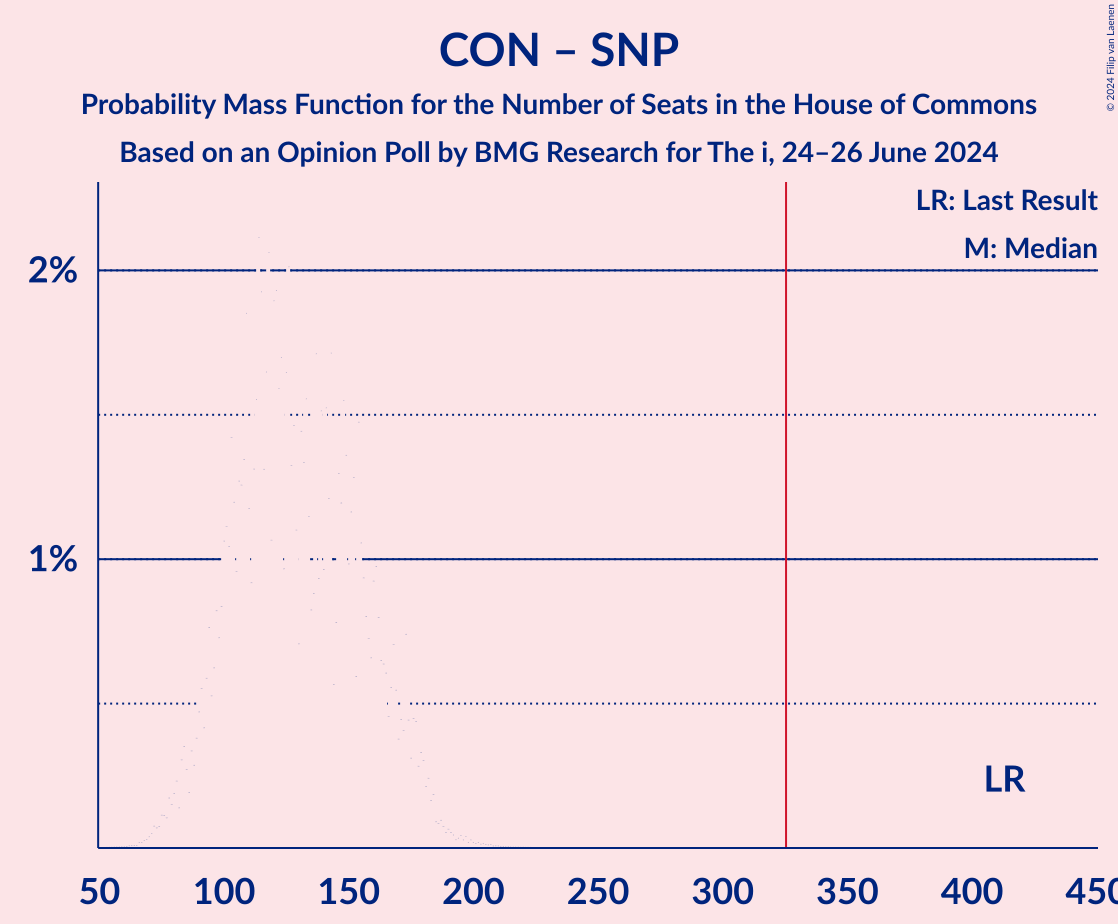 CON – SNP
Probability Mass Function for the Number of Seats in the House of Commons
Based on an Opinion Poll by BMG Research for The i, 24–26 June 2024
© 2024 Filip van Laenen
LR: Last Result
M: Median
2%
1%
LR
50 100 150 200 250 300 350 400 450